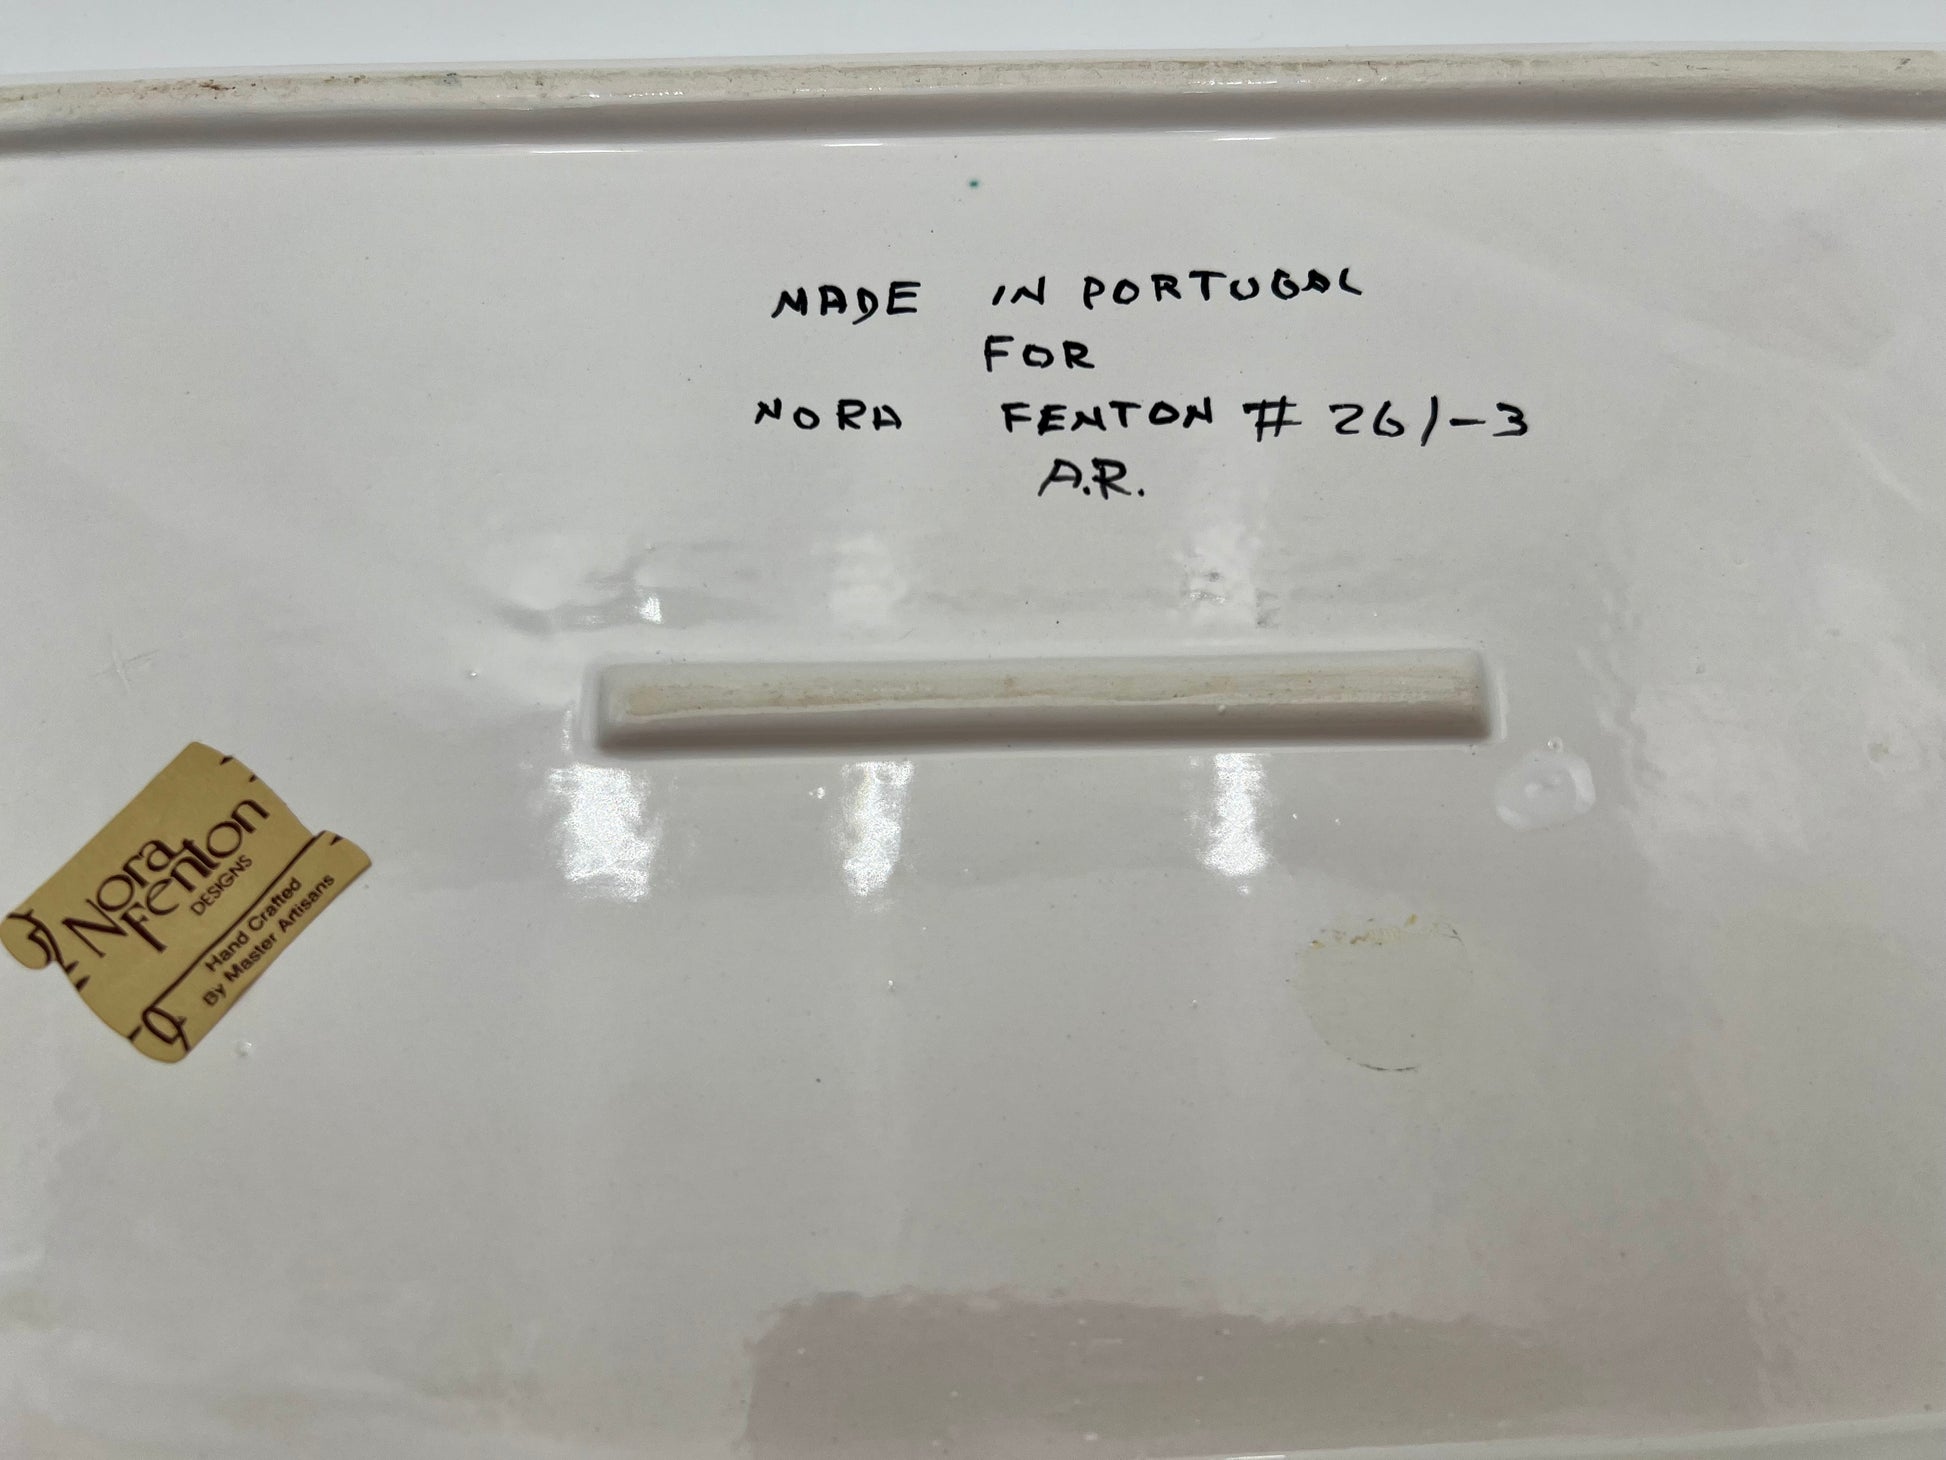 MADE IN PORTUGAL
FOR
NORA FENTON # 261-3
A.R.
Nora
Fenton
DESIGNS
Hand Crafted
By Master Artisans